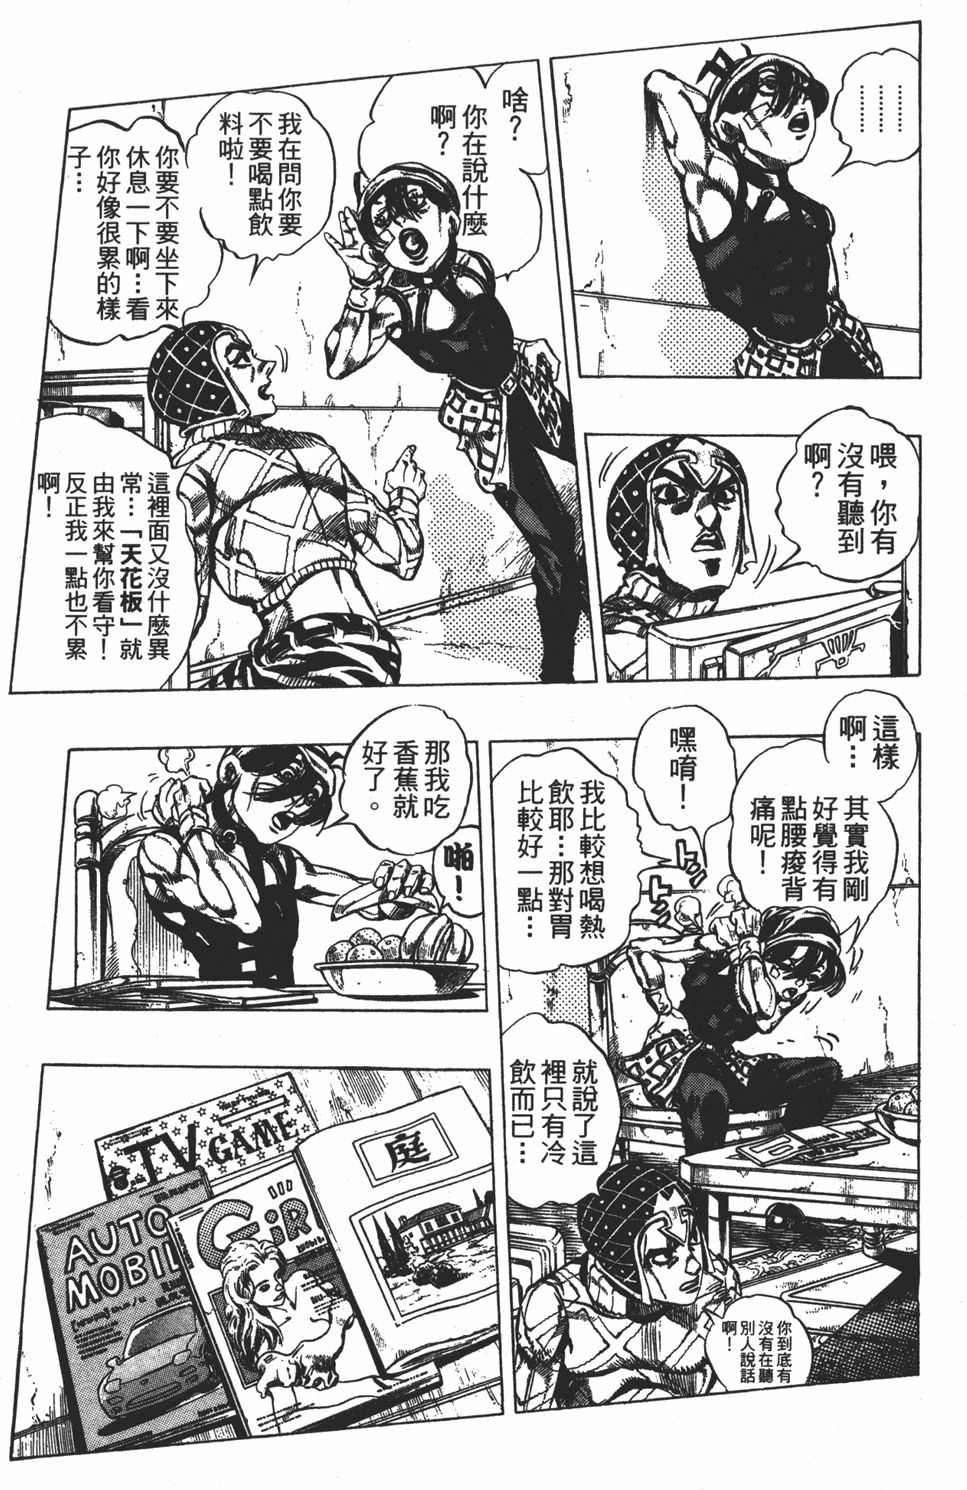 ………
………
………
喂，你有
沒有聽到
啊？
啥？
你在說什麼
啊？
我在問你要
不要喝點飲
料啦！
你要不要坐下來
休息一下啊…看
你好像很累的樣
子…
這裡面又沒什麼異
常…「天花板」就
由我來幫你看守！
反正我一點也不累
啊！
這樣
啊…
其實我剛
好覺得有
點腰痠背
痛呢！
嘿唷！
我比較想喝熱
飲耶…那對胃
比較好一點…
就說了這
裡只有冷
飲而已…
你到底有
沒有在聽
別人說話
啊！
那我吃
香蕉就
好了。
啪！
TV
GAME
庭
AUTO
MOBIL
GiR